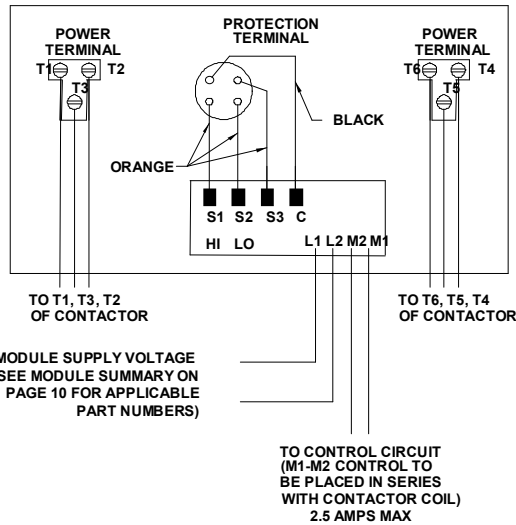 PROTECTION
TERMINAL
POWER
TERMINAL
POWER
TERMINAL
T1
T2
T3
T6
T4
T5
BLACK
ORANGE
S1 S2 S3 C
HI LO
L1 L2 M2 M1
TO T1, T3, T2
OF CONTACTOR
TO T6, T5, T4
OF CONTACTOR
MODULE SUPPLY VOLTAGE
SEE MODULE SUMMARY ON
PAGE 10 FOR APPLICABLE
PART NUMBERS)
TO CONTROL CIRCUIT
(M1-M2 CONTROL TO
BE PLACED IN SERIES
WITH CONTACTOR COIL)
2.5 AMPS MAX